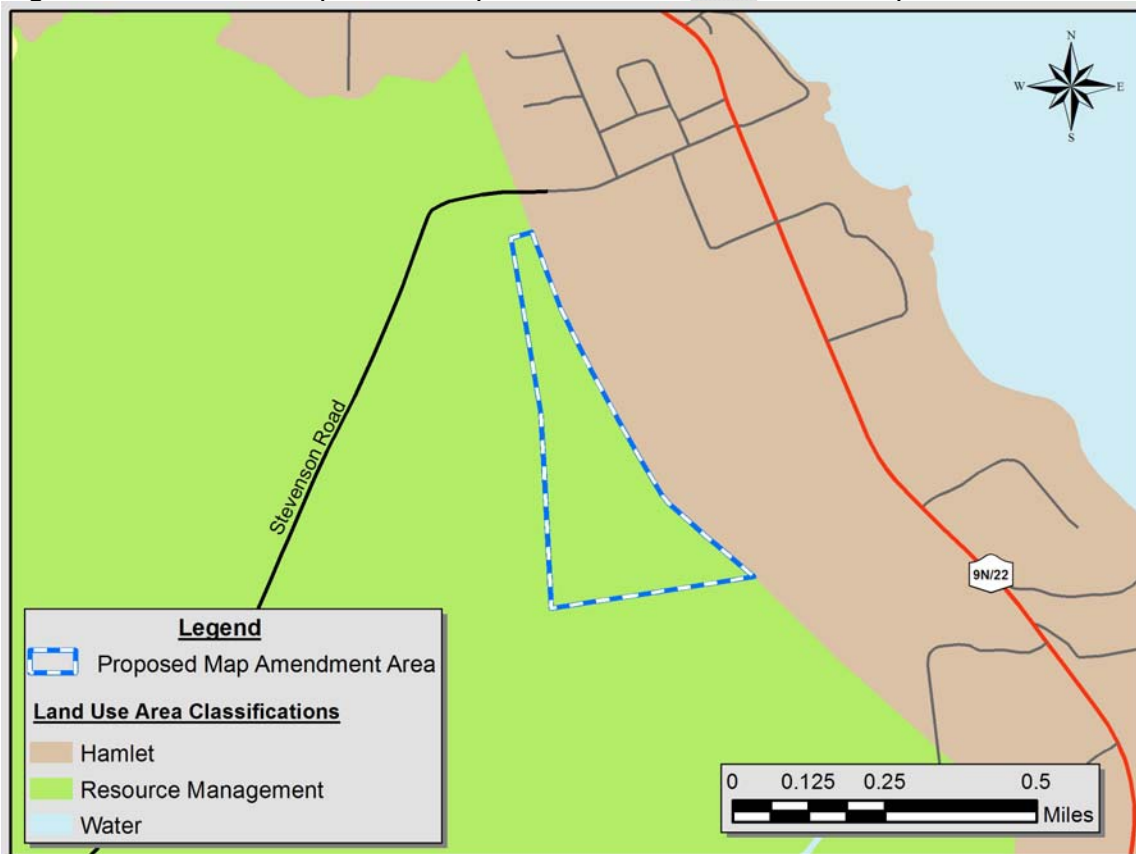 N
W E
S
Stevenson Road
9N/22
Legend
Proposed Map Amendment Area
Land Use Area Classifications
Hamlet
Resource Management
Water
0 0.125 0.25 0.5
Miles